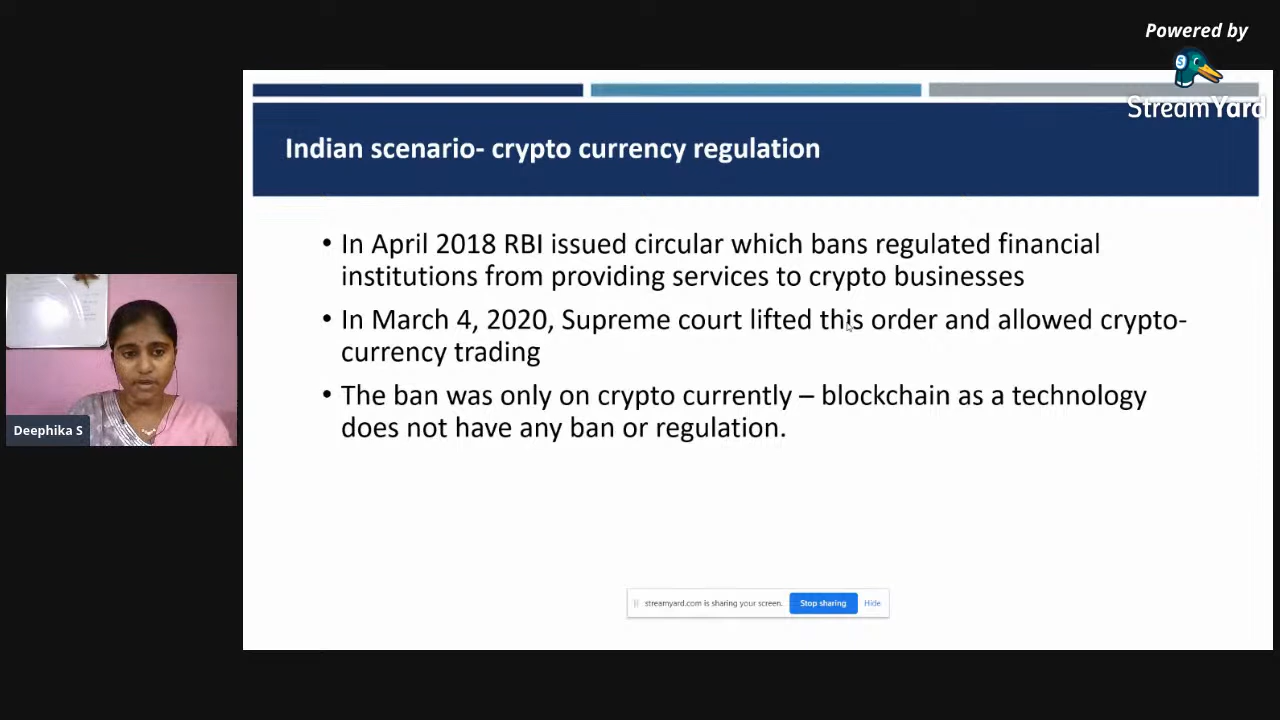 Powered by
StreamYard
Indian scenario- crypto currency regulation
• In April 2018 RBI issued circular which bans regulated financial
institutions from providing services to crypto businesses
• In March 4, 2020, Supreme court lifted this order and allowed crypto-
currency trading
• The ban was only on crypto currently – blockchain as a technology
does not have any ban or regulation.
Deephika S
streamyard.com is sharing your screen. Stop sharing Hide